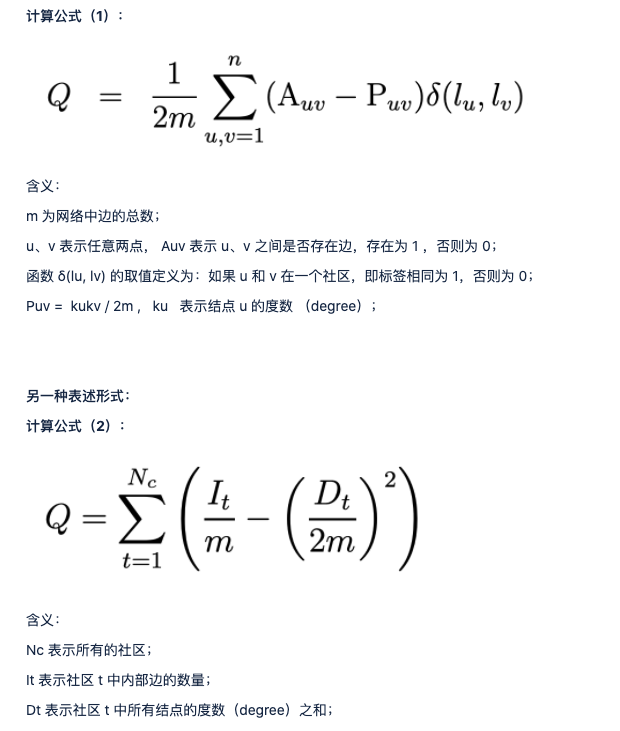 计算公式（1）:
Q = \frac{1}{2m} \sum_{u,v=1}^{n} (A_{uv} - P_{uv})δ(l_u, l_v)
含义:
m 为网络中边的总数；
u、v 表示任意两点， Auv 表示 u、v 之间是否存在边，存在为 1 ，否则为 0；
函数 δ(lu, lv) 的取值定义为：如果 u 和 v 在一个社区，即标签相同为 1，否则为 0；
Puv = kukv / 2m ， ku 表示结点 u 的度数 （degree）；
另一种表述形式：
计算公式（2）:
Q = \sum_{t=1}^{N_c} \left( \frac{I_t}{m} - \left( \frac{D_t}{2m} \right)^2 \right)
含义:
Nc 表示所有的社区；
It 表示社区 t 中内部边的数量；
Dt 表示社区 t 中所有结点的度数（degree）之和；